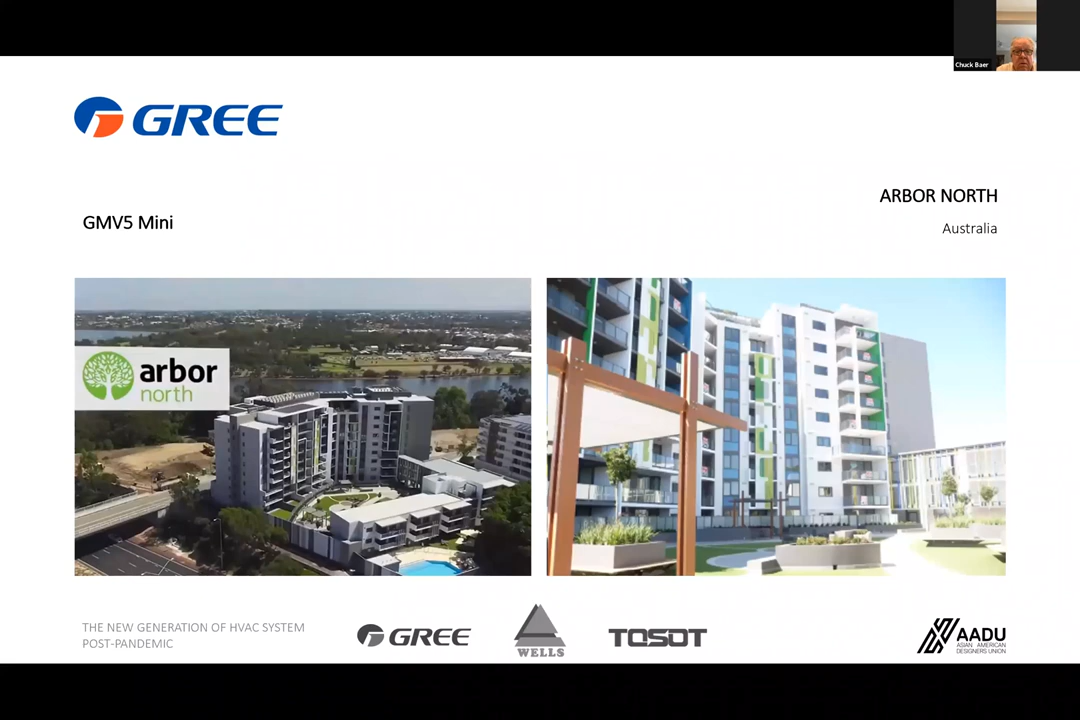 Chuck Baer
GREE
ARBOR NORTH
GMV5 Mini
Australia
arbor
north
THE NEW GENERATION OF HVAC SYSTEM
POST-PANDEMIC
GREE
WELLS
TOSOT
AADU
ASIAN AMERICAN
DESIGNERS UNION